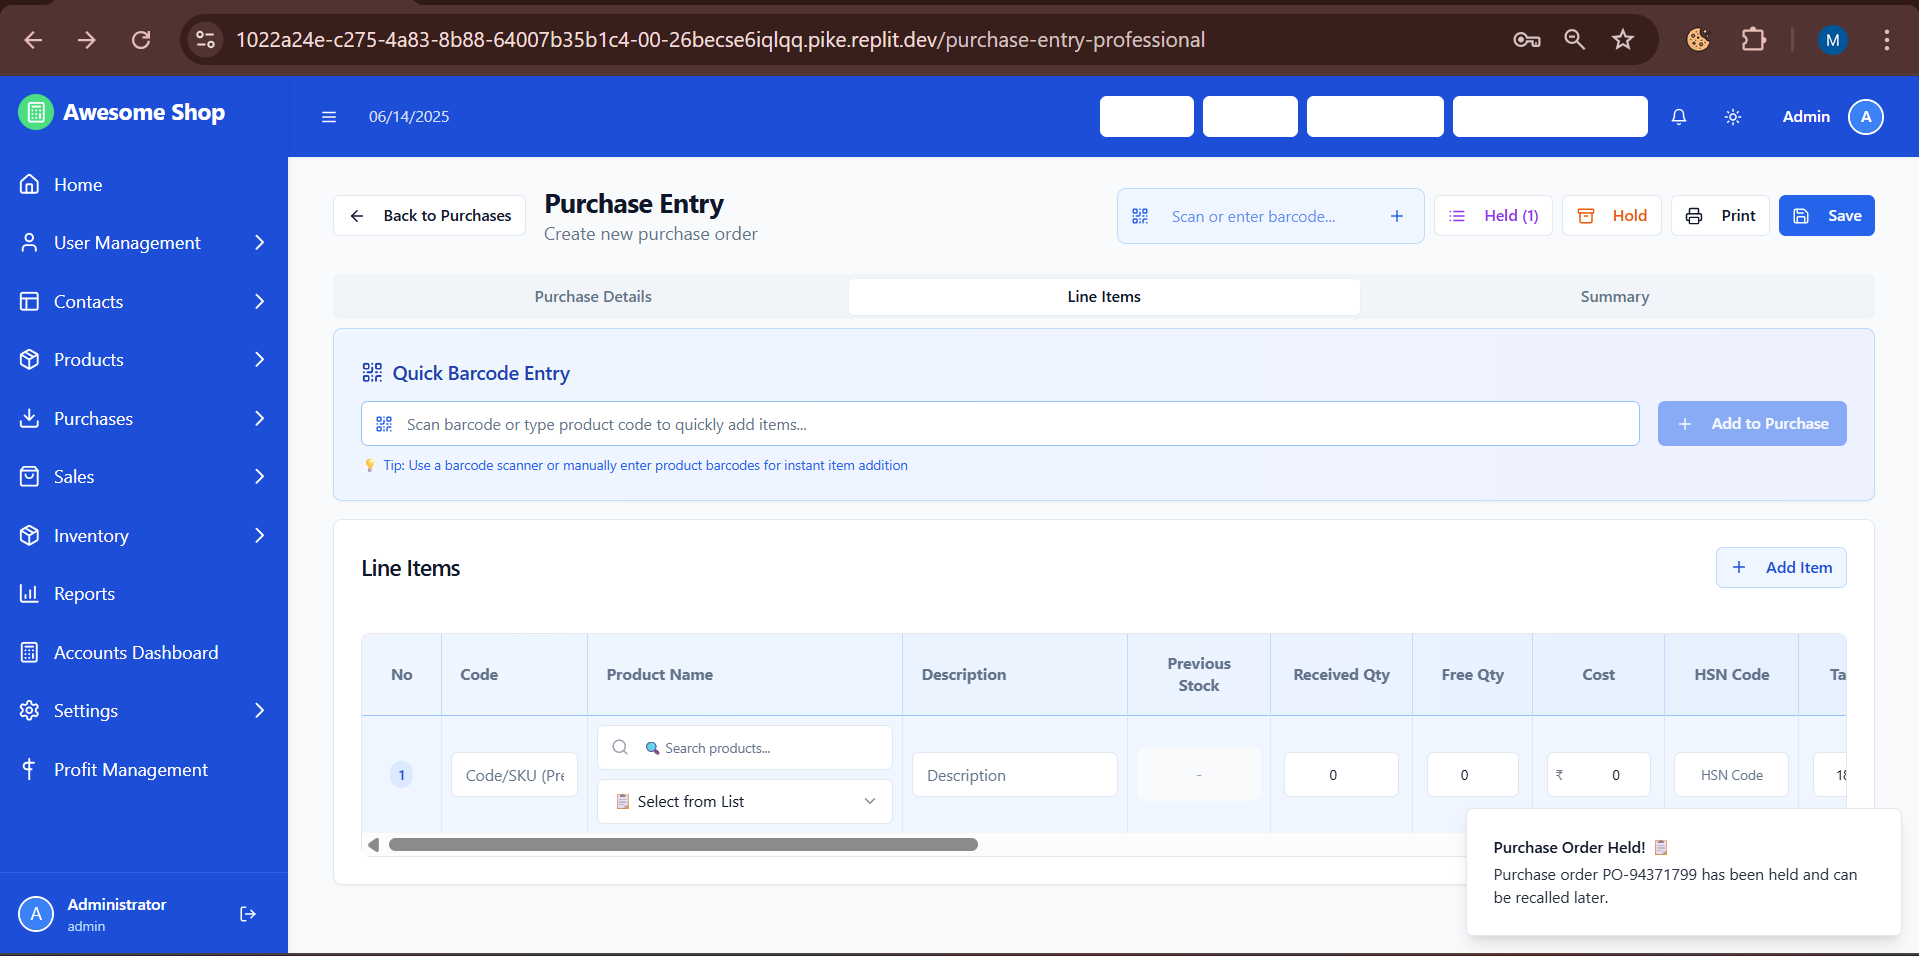 1022a24e-c275-4a83-8b88-64007b35b1c4-00-26becse6iqlqq.pike.replit.dev/purchase-entry-professional
M
Awesome Shop
06/14/2025
Admin
A
Home
User Management
Contacts
Products
Purchases
Sales
Inventory
Reports
Accounts Dashboard
Settings
Profit Management
A
Administrator
admin
Back to Purchases
Purchase Entry
Create new purchase order
Scan or enter barcode...
Held (1)
Hold
Print
Save
Purchase Details
Line Items
Summary
Quick Barcode Entry
Scan barcode or type product code to quickly add items...
Add to Purchase
💡 Tip: Use a barcode scanner or manually enter product barcodes for instant item addition
Line Items
Add Item
No
Code
Product Name
Description
Previous
Stock
Received Qty
Free Qty
Cost
HSN Code
Ta
1
Code/SKU (Pre
🔍 Search products...
📋 Select from List
Description
-
0
0
₹ 0
HSN Code
18
Purchase Order Held! 📋
Purchase order PO-94371799 has been held and can
be recalled later.